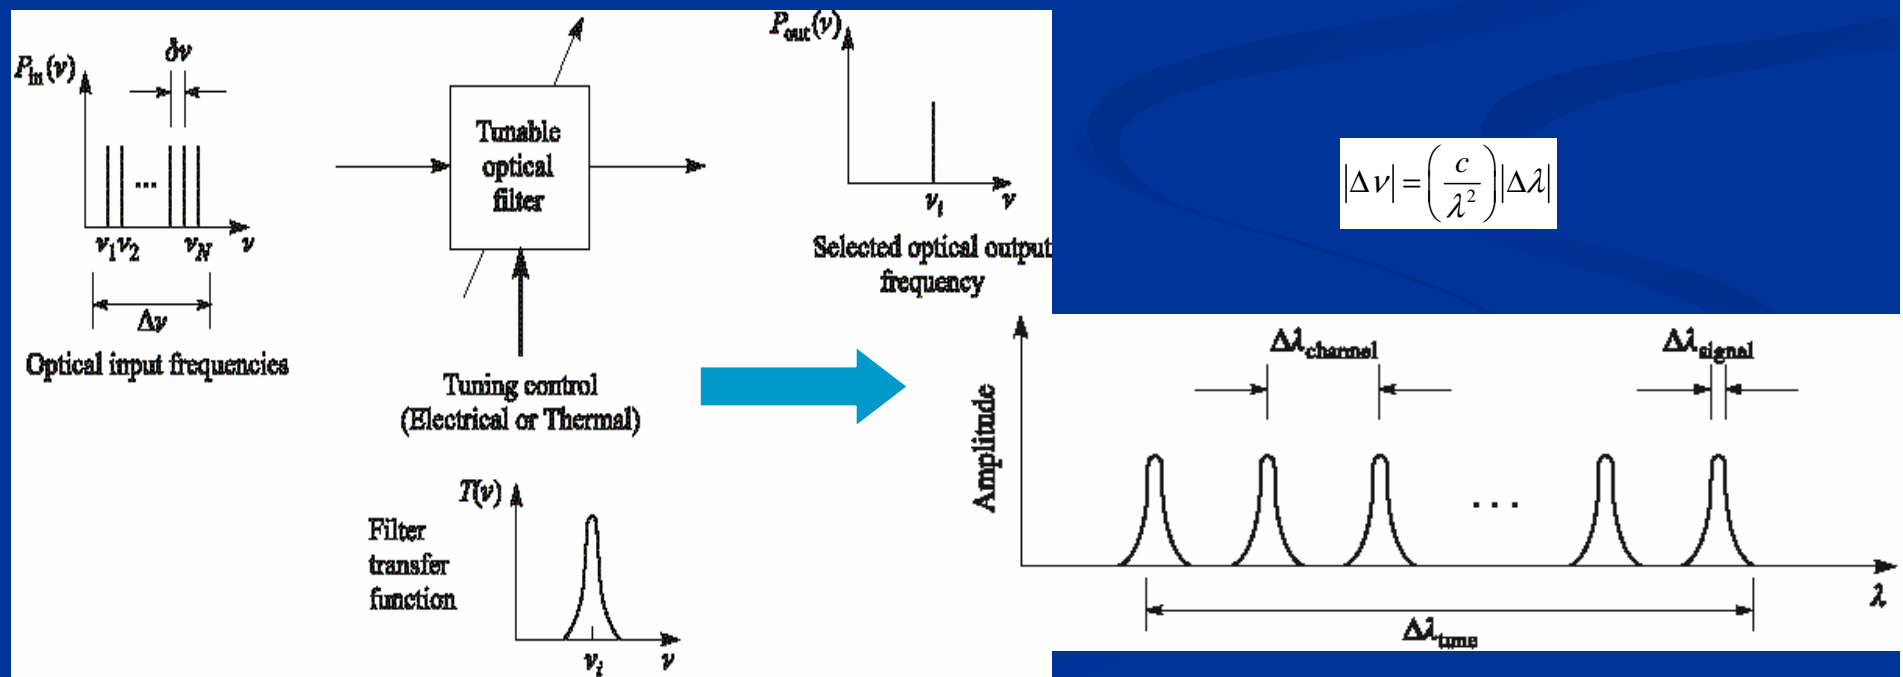 δν
P_in(ν)
...
ν₁ν₂ ν_N ν
Δν
Optical input frequencies
Tunable
optical
filter
Tuning control
(Electrical or Thermal)
T(ν)
Filter
transfer
function
ν_i ν
P_out(ν)
ν_i ν
Selected optical output
frequency
|Δν| = (c/λ²)|Δλ|
Δλ_channel Δλ_signal
Amplitude
...
λ
Δλ_tune